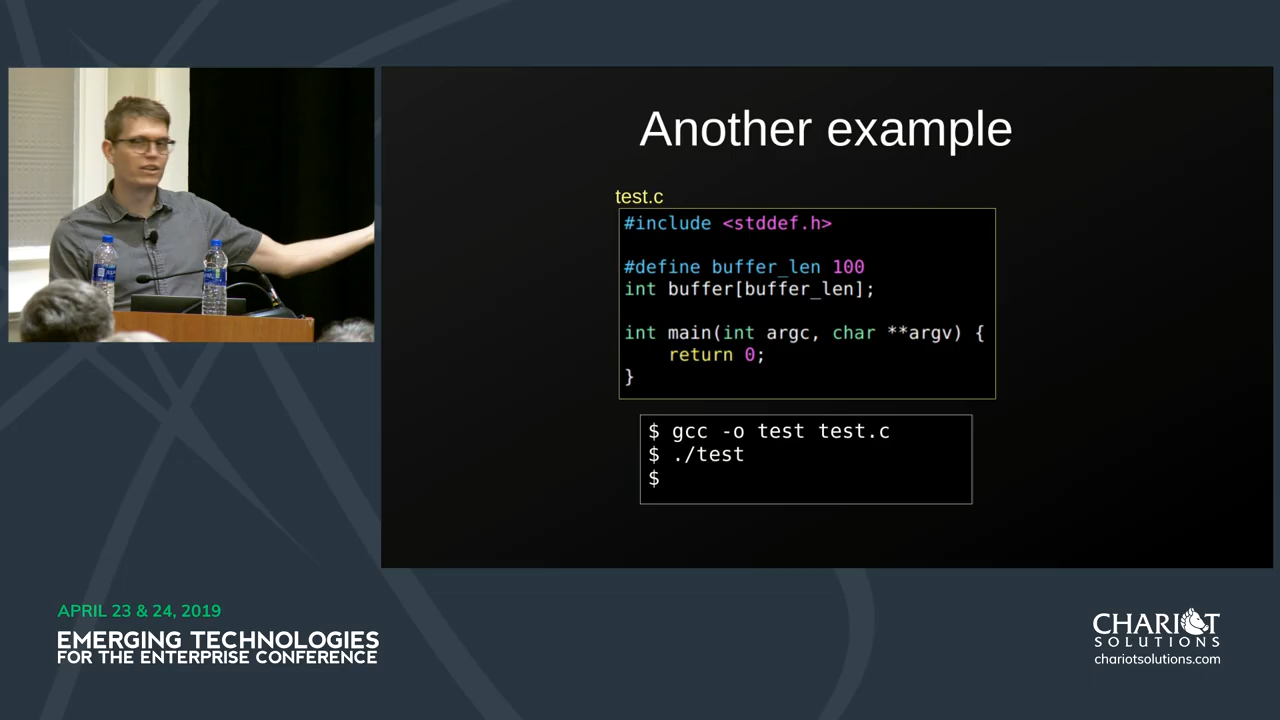 Another example
test.c
#include <stddef.h>
#define buffer_len 100
int buffer[buffer_len];
int main(int argc, char **argv) {
    return 0;
}
$ gcc -o test test.c
$ ./test
$
APRIL 23 & 24, 2019
EMERGING TECHNOLOGIES
FOR THE ENTERPRISE CONFERENCE
CHARIOT
SOLUTIONS
chariotsolutions.com